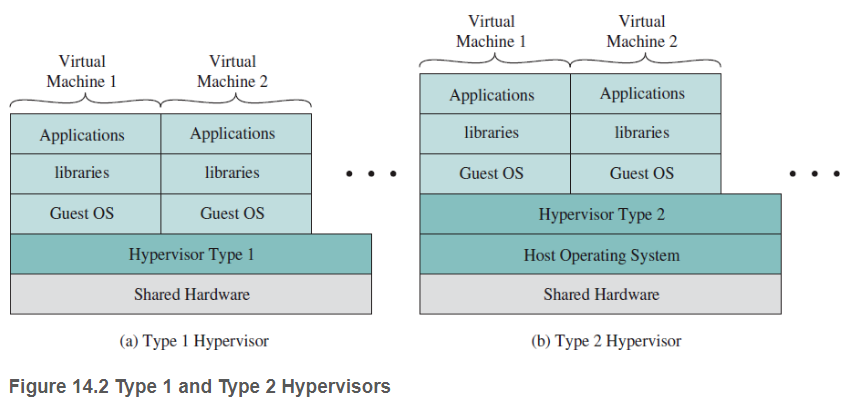 Virtual
Machine 1
Virtual
Machine 2
Applications
Applications
libraries
libraries
Guest OS
Guest OS
Hypervisor Type 1
Shared Hardware
(a) Type 1 Hypervisor
Virtual
Machine 1
Virtual
Machine 2
Applications
Applications
libraries
libraries
Guest OS
Guest OS
Hypervisor Type 2
Host Operating System
Shared Hardware
(b) Type 2 Hypervisor
Figure 14.2 Type 1 and Type 2 Hypervisors